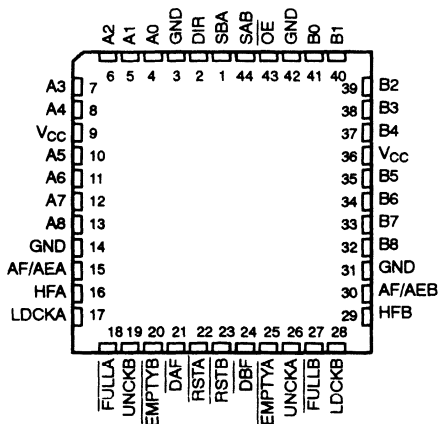 A2 A1 A0 GND DIR SBA SAB OE GND B0 B1
6 5 4 3 2 1 44 43 42 41 40
A3 7
A4 8
VCC 9
A5 10
A6 11
A7 12
A8 13
GND 14
AF/AEA 15
HFA 16
LDCKA 17
39 B2
38 B3
37 B4
36 VCC
35 B5
34 B6
33 B7
32 B8
31 GND
30 AF/AEB
29 HFB
18 19 20 21 22 23 24 25 26 27 28
FULLA UNCKB EMPTYB DAF RSTA RSTB DBF EMPTYA UNCKA FULLB LDCKB